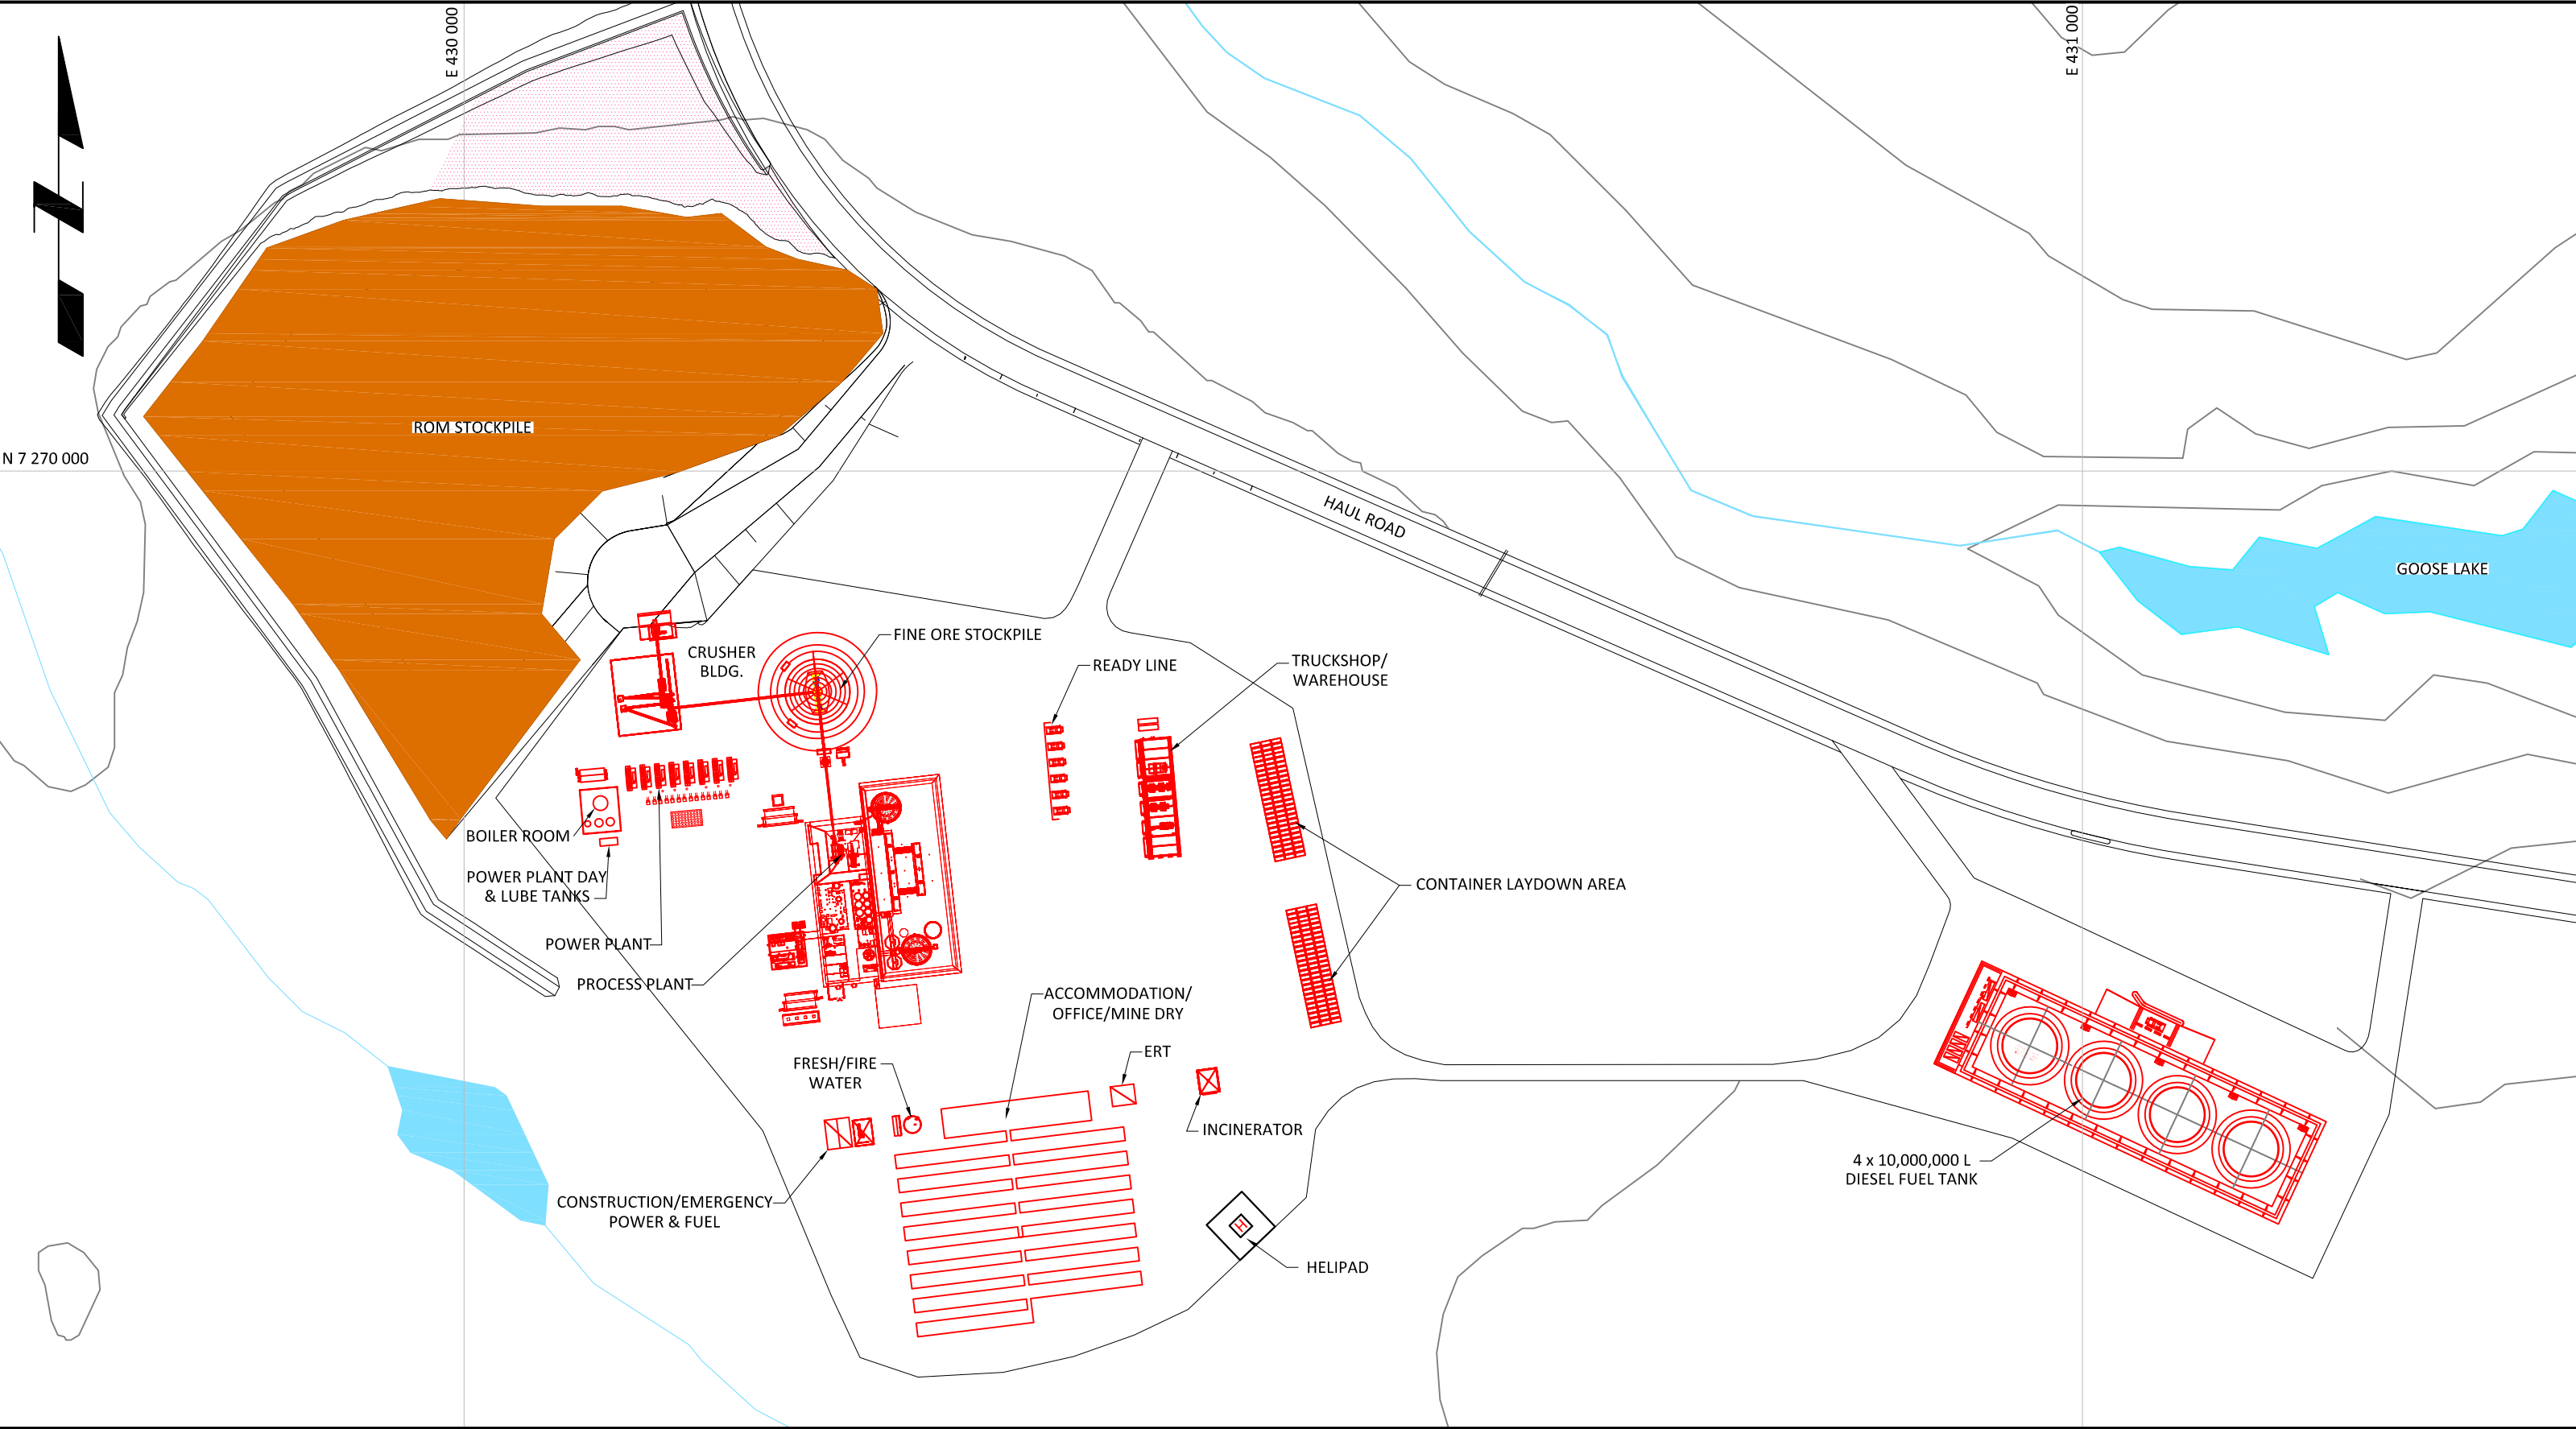 E 430 000
E 431 000
N
ROM STOCKPILE
N 7 270 000
HAUL ROAD
GOOSE LAKE
FINE ORE STOCKPILE
CRUSHER
BLDG.
READY LINE
TRUCKSHOP/
WAREHOUSE
BOILER ROOM
POWER PLANT DAY
& LUBE TANKS
CONTAINER LAYDOWN AREA
POWER PLANT
PROCESS PLANT
ACCOMMODATION/
OFFICE/MINE DRY
ERT
FRESH/FIRE
WATER
INCINERATOR
4 x 10,000,000 L
DIESEL FUEL TANK
CONSTRUCTION/EMERGENCY
POWER & FUEL
H
HELIPAD